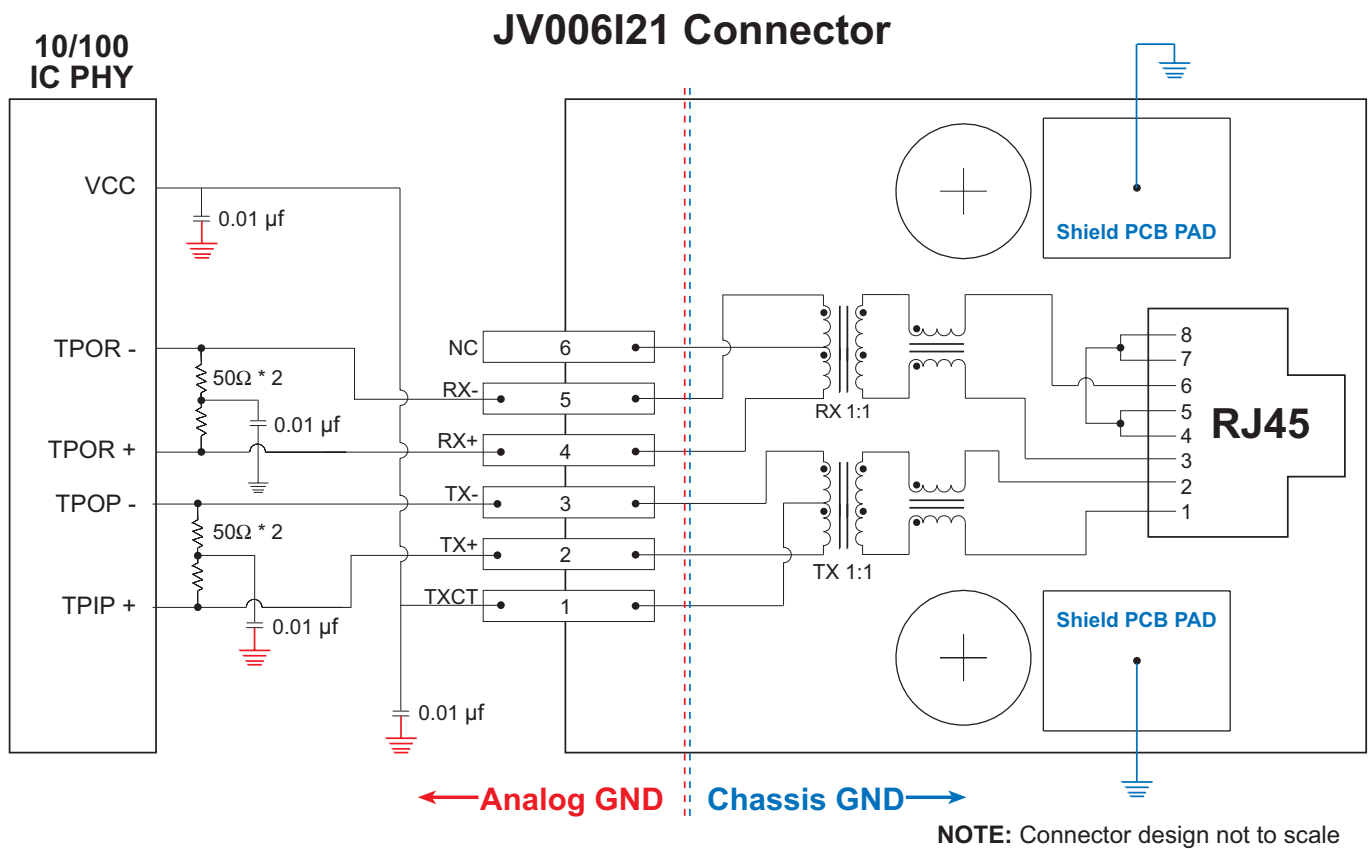 JV006I21 Connector
10/100
IC PHY
VCC
0.01 µf
Shield PCB PAD
TPOR -
50Ω * 2
0.01 µf
TPOR +
TPOP -
50Ω * 2
TPIP +
0.01 µf
0.01 µf
NC
6
RX-
5
RX+
4
TX-
3
TX+
2
TXCT
1
RX 1:1
TX 1:1
8
7
6
5
4
3
2
1
RJ45
Shield PCB PAD
Analog GND
Chassis GND
NOTE: Connector design not to scale